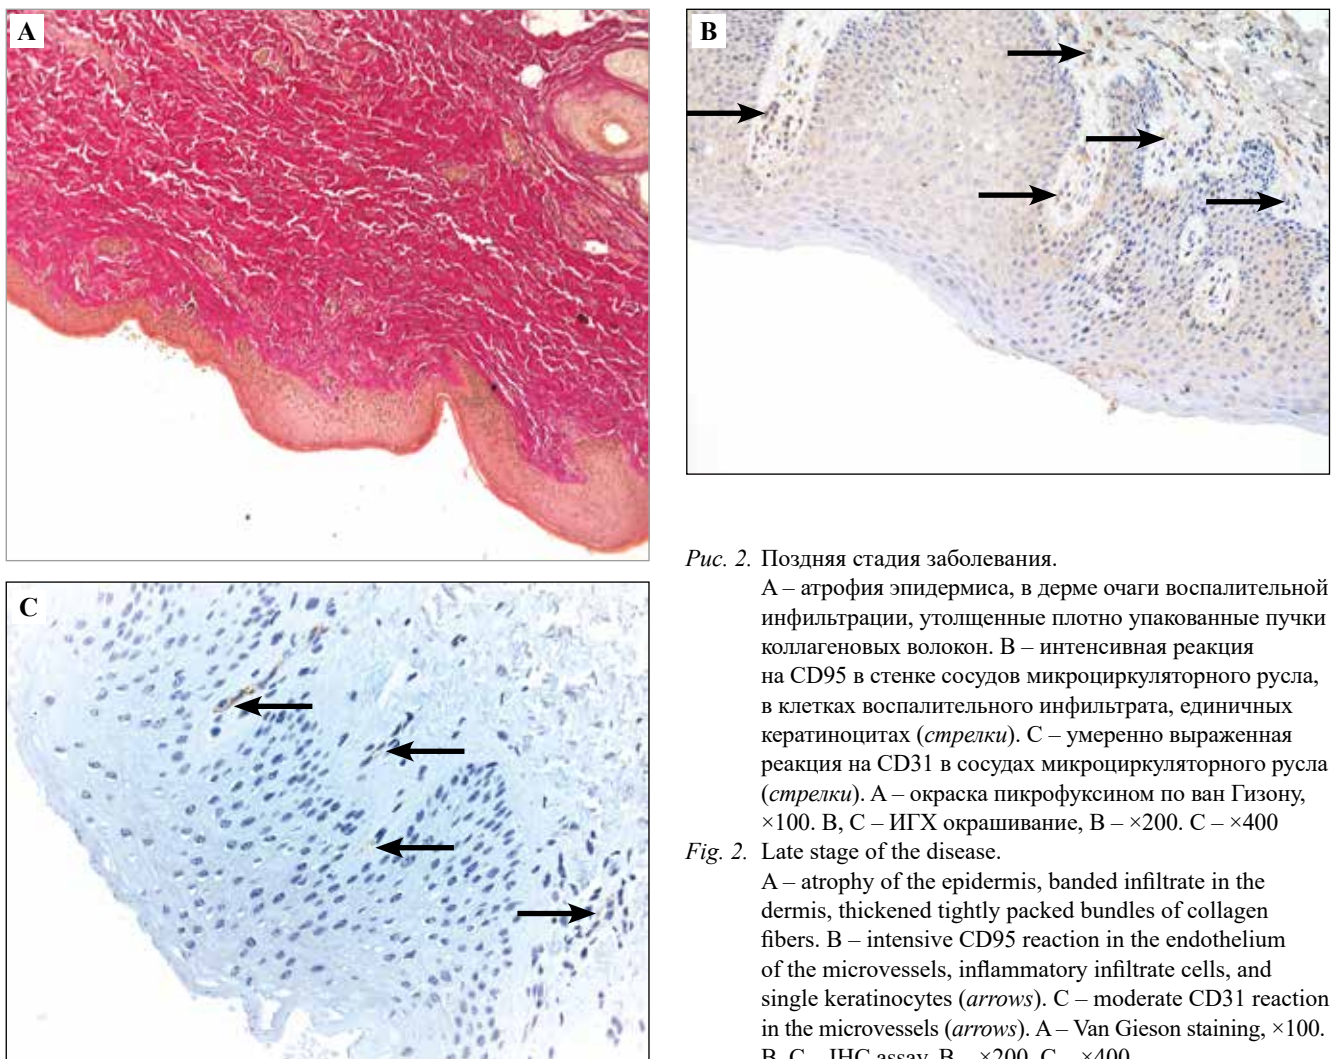 A
B
C
Рис. 2. Поздняя стадия заболевания.
А – атрофия эпидермиса, в дерме очаги воспалительной
инфильтрации, утолщенные плотно упакованные пучки
коллагеновых волокон. В – интенсивная реакция
на CD95 в стенке сосудов микроциркуляторного русла,
в клетках воспалительного инфильтрата, единичных
кератиноцитах (стрелки). С – умеренно выраженная
реакция на CD31 в сосудах микроциркуляторного русла
(стрелки). А – окраска пикрофуксином по ван Гизону,
×100. В, С – ИГХ окрашивание, В – ×200. С – ×400
Fig. 2. Late stage of the disease.
A – atrophy of the epidermis, banded infiltrate in the
dermis, thickened tightly packed bundles of collagen
fibers. B – intensive CD95 reaction in the endothelium
of the microvessels, inflammatory infiltrate cells, and
single keratinocytes (arrows). C – moderate CD31 reaction
in the microvessels (arrows). A – Van Gieson staining, ×100.
B, C – IHC assay, B – ×200, C – ×400